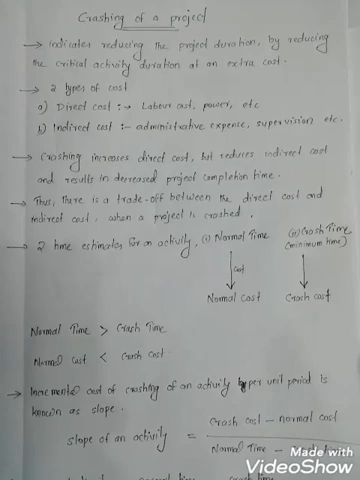 Crashing of a project
→ Indicates reducing the project duration, by reducing
the critical activity duration at an extra cost.
→ 2 types of cost
a) Direct cost :→ Labour cost, power, etc
b) Indirect cost :- administrative expence, supervision etc.
→ Crashing increases direct cost, but reduces indirect cost
and results in decreased project completion time.
→ Thus, there is a trade-off between the direct cost and
indirect cost, when a project is crashed.
→ 2 time estimates for an activity, (i) Normal Time (ii) Crash Time
(minimum time)
cost
Normal Cost Crash cost
Normal Time > Crash Time
Normal Cost < Crash Cost
→ Incremental cost of crashing of an activity per unit period is
known as slope.
slope of an activity = Crash cost - normal cost
Normal Time -
Made with
VideoShow